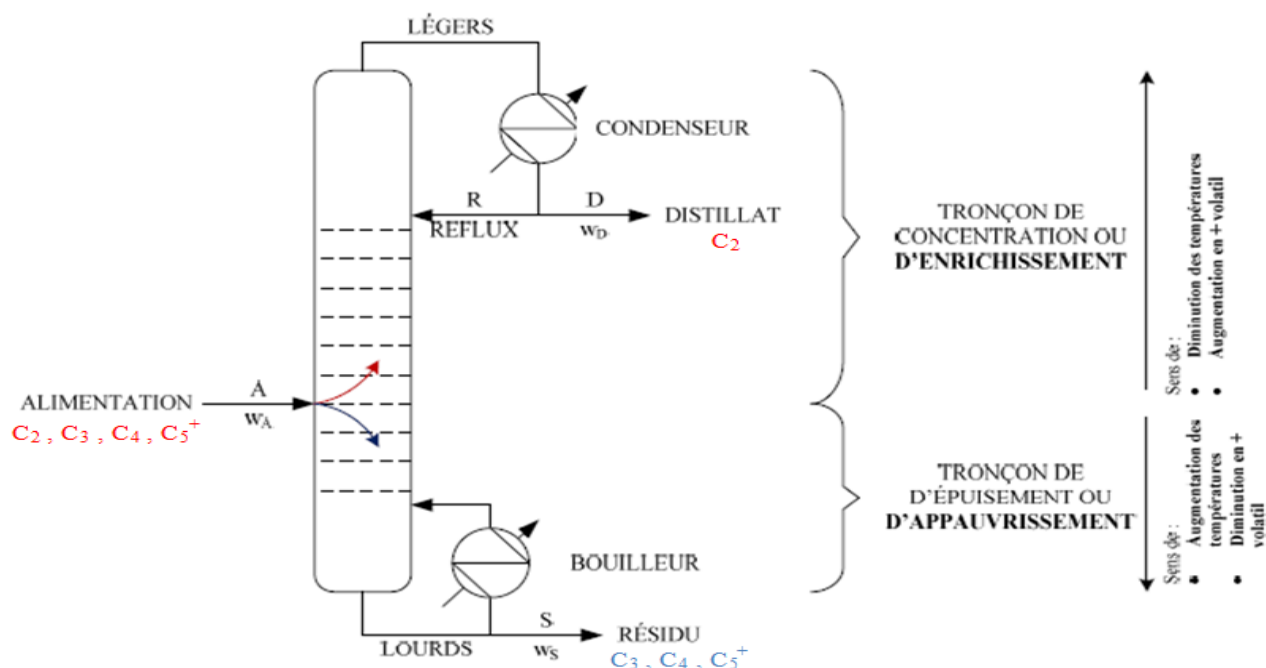 LÉGERS
CONDENSEUR
R
D
REFLUX
w_D
DISTILLAT
C₂
TRONÇON DE
CONCENTRATION OU
D'ENRICHISSEMENT
Sens de :
• Diminution des températures
• Augmentation en + volatil
ALIMENTATION
A
w_A
C₂ , C₃ , C₄ , C₅⁺
TRONÇON DE
D'ÉPUISEMENT OU
D'APPAUVRISSEMENT
Sens de :
• Augmentation des
températures
• Diminution en +
volatil
BOUILLEUR
S
LOURDS
w_S
RÉSIDU
C₃ , C₄ , C₅⁺